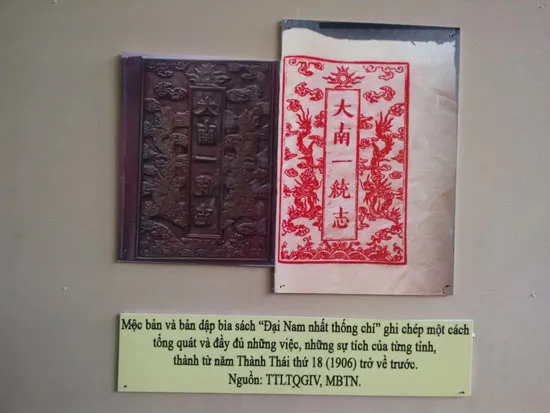 大南一統志
大南一統志
Mộc bản và bản dập bìa sách “Đại Nam nhất thống chí” ghi chép một cách
tổng quát và đầy đủ những việc, những sự tích của từng tỉnh,
thành từ năm Thành Thái thứ 18 (1906) trở về trước.
Nguồn: TTLTQGIV, MBTN.